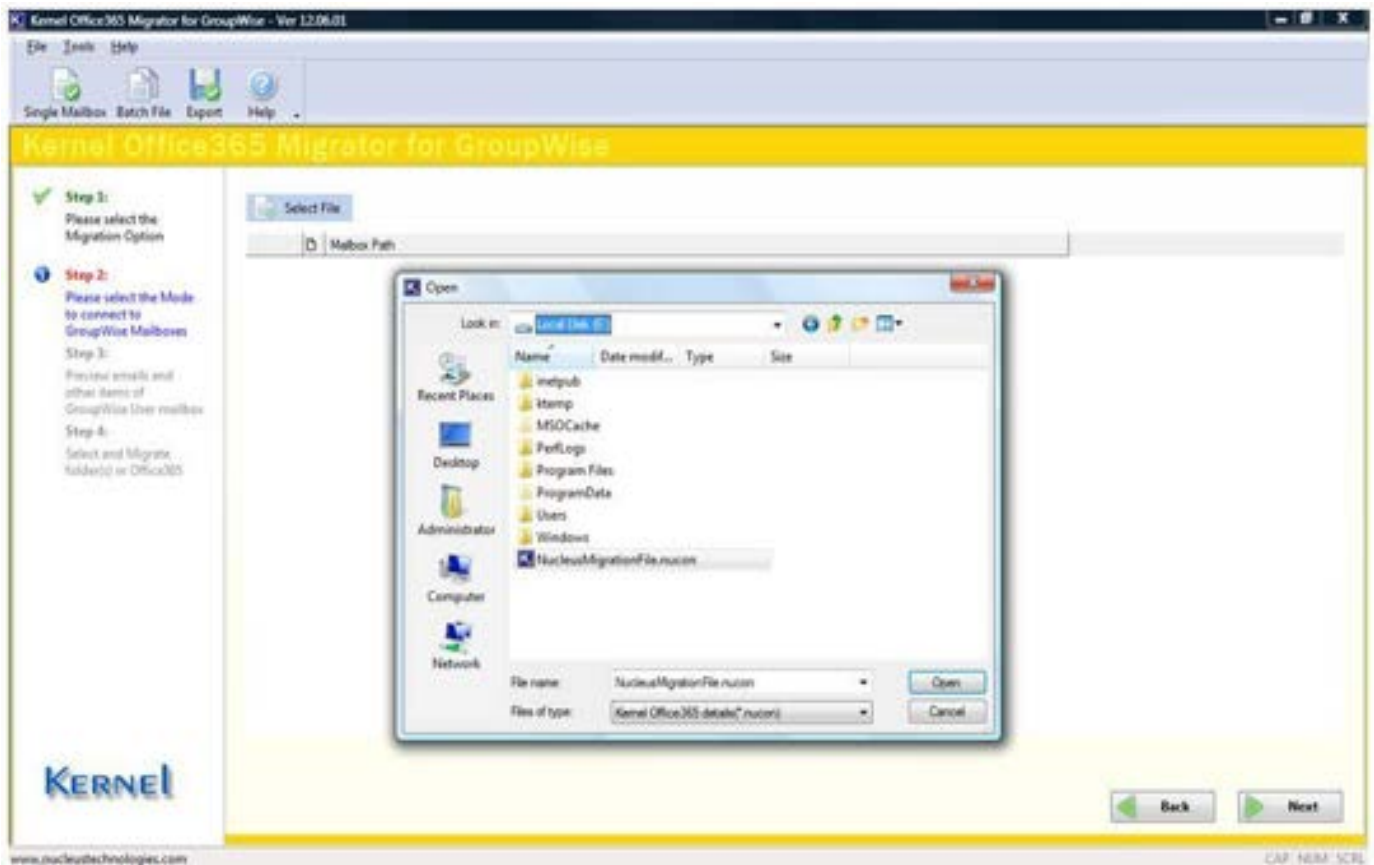 Kernel Office365 Migrator for GroupWise - Ver 12.06.01
File Tools Help
Single Mailbox Batch File Export Help
Kernel Office365 Migrator for GroupWise
Step 1:
Please select the
Migration Option
Step 2:
Please select the Mode
to connect to
GroupWise Mailboxes
Step 3:
Preview emails and
other items of
GroupWise User mailbox
Step 4:
Select and Migrate
folder(s) in Office365
Select File
Mailbox Path
Open
Look in:
Local Disk
Name Date modif... Type Size
Recent Places
Desktop
Administrator
Computer
Network
inetpub
ktemp
MSOCache
PerfLogs
Program Files
ProgramData
Users
Windows
NucleusMigrationFile.nucon
File name: NucleusMigrationFile.nucon
Open
Files of type: Kernel Office365 details(*.nucon)
Cancel
KERNEl
Back
Next
www.nucleustechnologies.com
CAP NUM SCRL